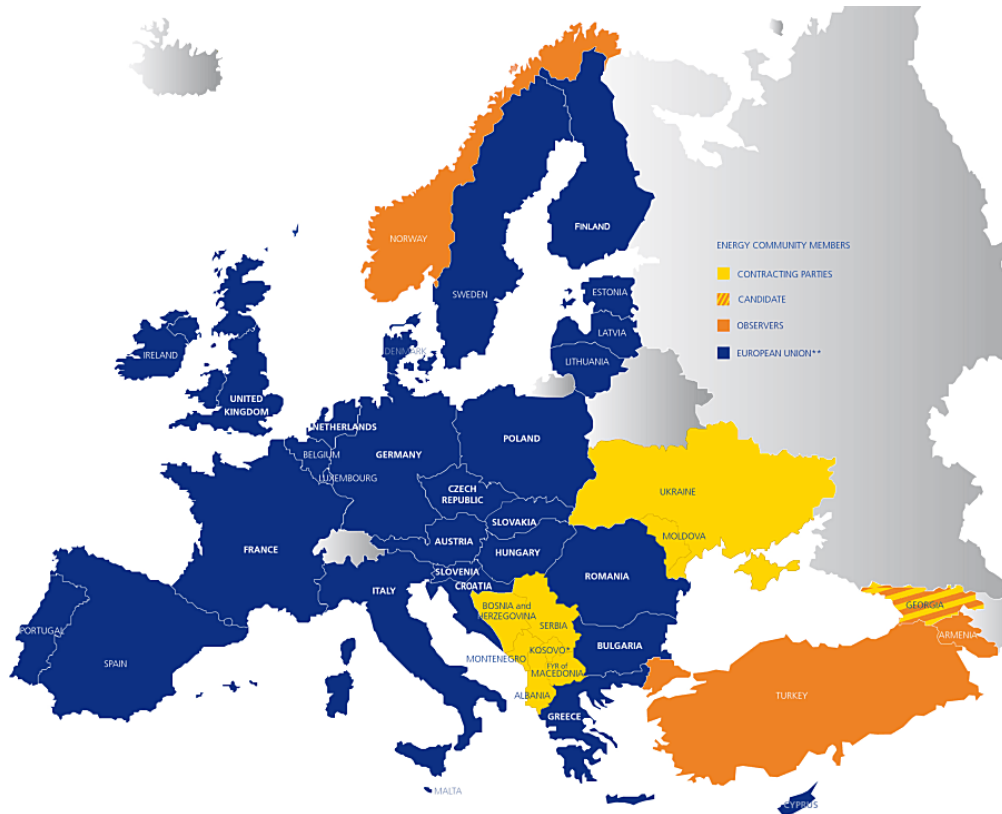 NORWAY
FINLAND
SWEDEN
ENERGY COMMUNITY MEMBERS
CONTRACTING PARTIES
CANDIDATE
OBSERVERS
EUROPEAN UNION**
ESTONIA
LATVIA
LITHUANIA
DENMARK
IRELAND
UNITED
KINGDOM
NETHERLANDS
BELGIUM
LUXEMBOURG
GERMANY
POLAND
CZECH
REPUBLIC
SLOVAKIA
UKRAINE
MOLDOVA
FRANCE
AUSTRIA
HUNGARY
SLOVENIA
CROATIA
ITALY
ROMANIA
BOSNIA and
HERZEGOVINA
SERBIA
KOSOVO*
MONTENEGRO
FYR of
MACEDONIA
ALBANIA
BULGARIA
GEORGIA
ARMENIA
PORTUGAL
SPAIN
GREECE
TURKEY
MALTA
CYPRUS